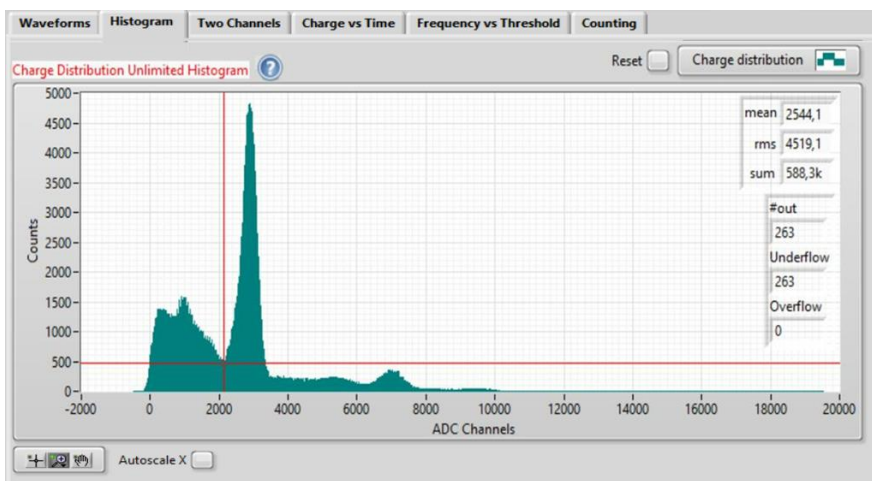 Waveforms Histogram Two Channels Charge vs Time Frequency vs Threshold Counting
Charge Distribution Unlimited Histogram ?
Reset Charge distribution
mean 2544,1
rms 4519,1
sum 588,3k
#out
263
Underflow
263
Overflow
0
Counts
5000
4500
4000
3500
3000
2500
2000
1500
1000
500
0
-2000 0 2000 4000 6000 8000 10000 12000 14000 16000 18000 20000
ADC Channels
Autoscale X